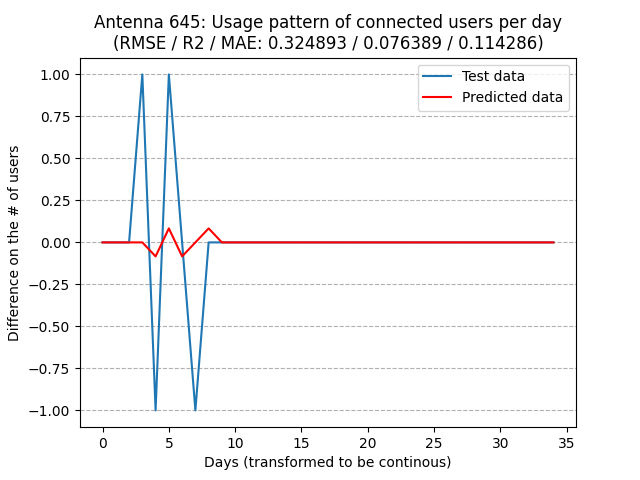 Antenna 645: Usage pattern of connected users per day
(RMSE / R2 / MAE: 0.324893 / 0.076389 / 0.114286)
Test data
Predicted data
1.00
0.75
0.50
0.25
0.00
−0.25
−0.50
−0.75
−1.00
Difference on the # of users
0 5 10 15 20 25 30 35
Days (transformed to be continous)